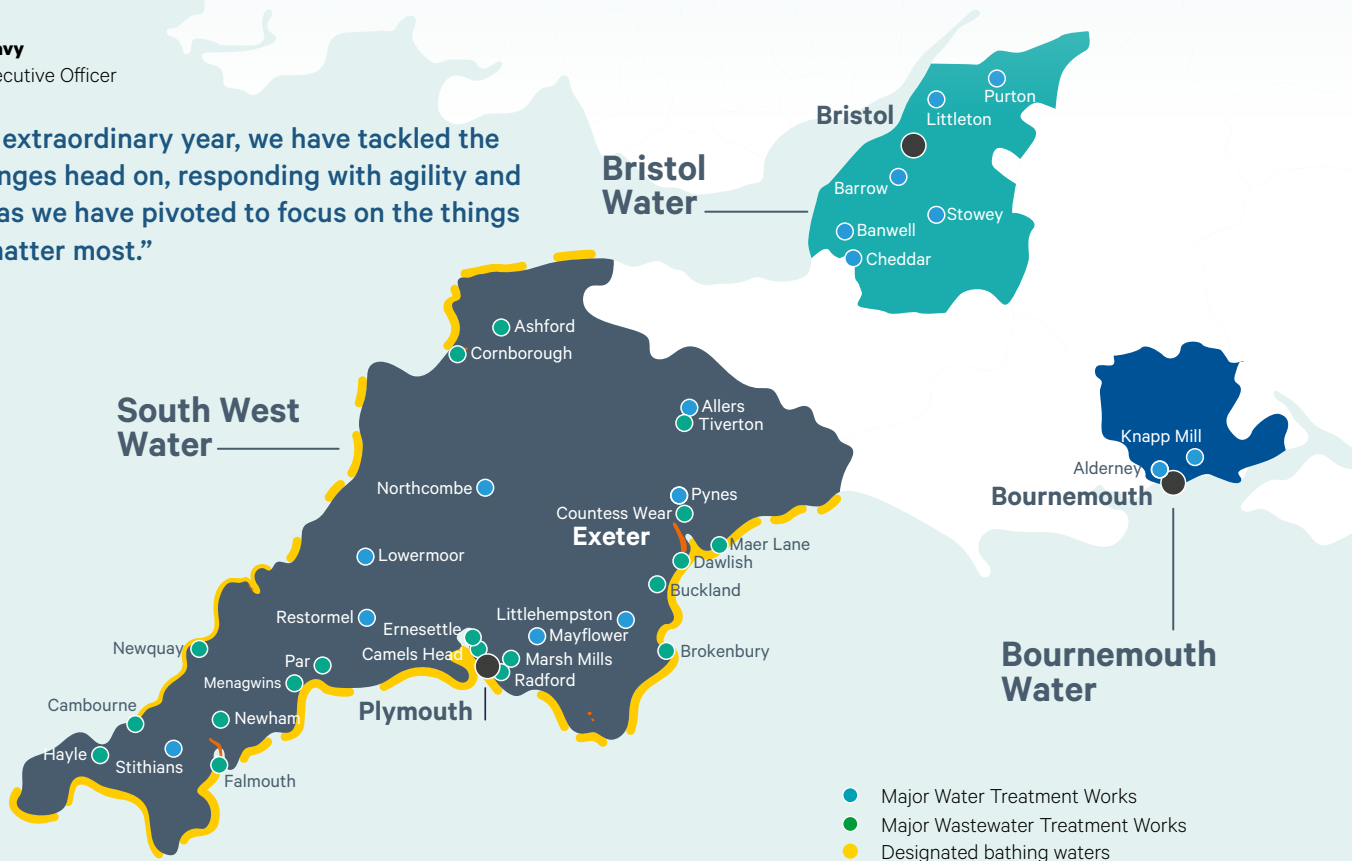 avy
ecutive Officer
extraordinary year, we have tackled the
nges head on, responding with agility and
as we have pivoted to focus on the things
natter most.”
Bristol
Water
Bristol
Purton
Littleton
Barrow
Stowey
Banwell
Cheddar
South West
Water
Ashford
Cornborough
Allers
Tiverton
Northcombe
Pynes
Countess Wear
Exeter
Maer Lane
Dawlish
Lowermoor
Buckland
Restormel
Littlehempston
Ernesettle
Mayflower
Newquay
Camels Head
Brokenbury
Par
Marsh Mills
Menagwins
Radford
Plymouth
Cambourne
Newham
Hayle
Stithians
Falmouth
Knapp Mill
Alderney
Bournemouth
Bournemouth
Water
Major Water Treatment Works
Major Wastewater Treatment Works
Designated bathing waters